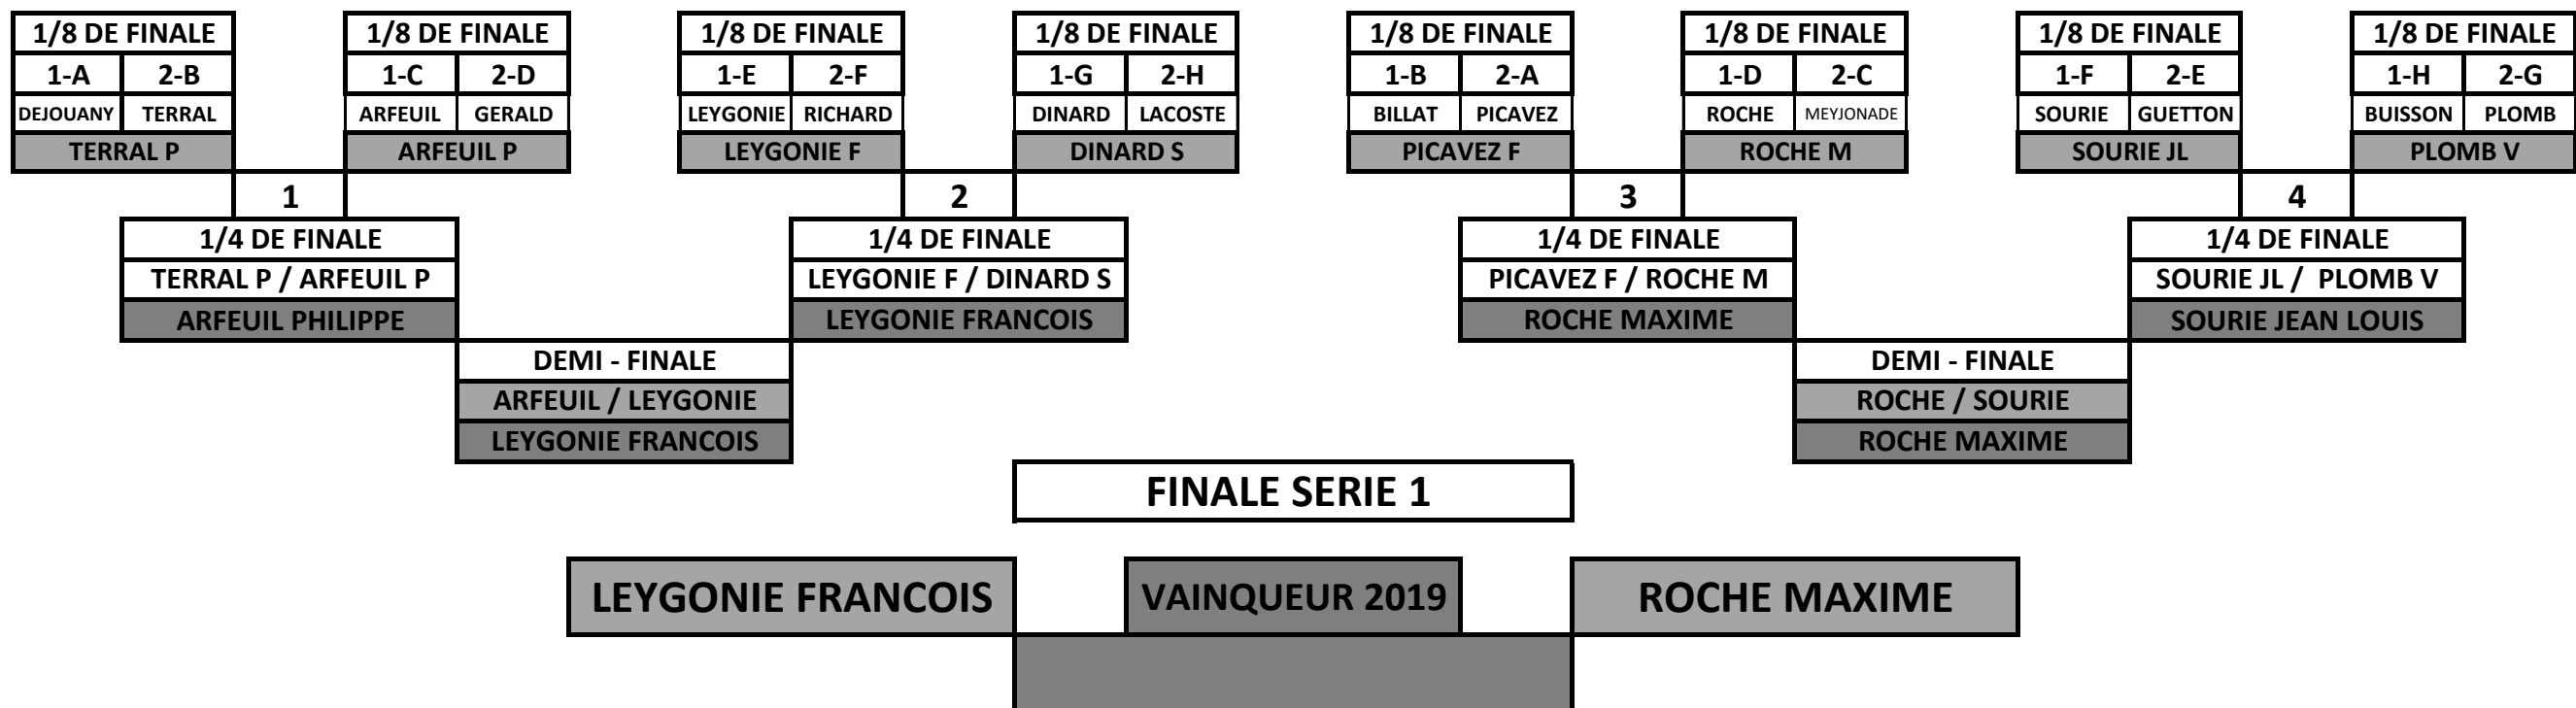 1/8 DE FINALE 1/8 DE FINALE 1/8 DE FINALE 1/8 DE FINALE 1/8 DE FINALE 1/8 DE FINALE 1/8 DE FINALE 1/8 DE FINALE
1-A 2-B 1-C 2-D 1-E 2-F 1-G 2-H 1-B 2-A 1-D 2-C 1-F 2-E 1-H 2-G
DEJOUANY TERRAL ARFEUIL GERALD LEYGONIE RICHARD DINARD LACOSTE BILLAT PICAVEZ ROCHE MEYJONADE SOURIE GUETTON BUISSON PLOMB
TERRAL P ARFEUIL P LEYGONIE F DINARD S PICAVEZ F ROCHE M SOURIE JL PLOMB V
1 2 3 4
1/4 DE FINALE 1/4 DE FINALE 1/4 DE FINALE 1/4 DE FINALE
TERRAL P / ARFEUIL P LEYGONIE F / DINARD S PICAVEZ F / ROCHE M SOURIE JL / PLOMB V
ARFEUIL PHILIPPE LEYGONIE FRANCOIS ROCHE MAXIME SOURIE JEAN LOUIS
DEMI - FINALE DEMI - FINALE
ARFEUIL / LEYGONIE ROCHE / SOURIE
LEYGONIE FRANCOIS ROCHE MAXIME
FINALE SERIE 1
LEYGONIE FRANCOIS VAINQUEUR 2019 ROCHE MAXIME